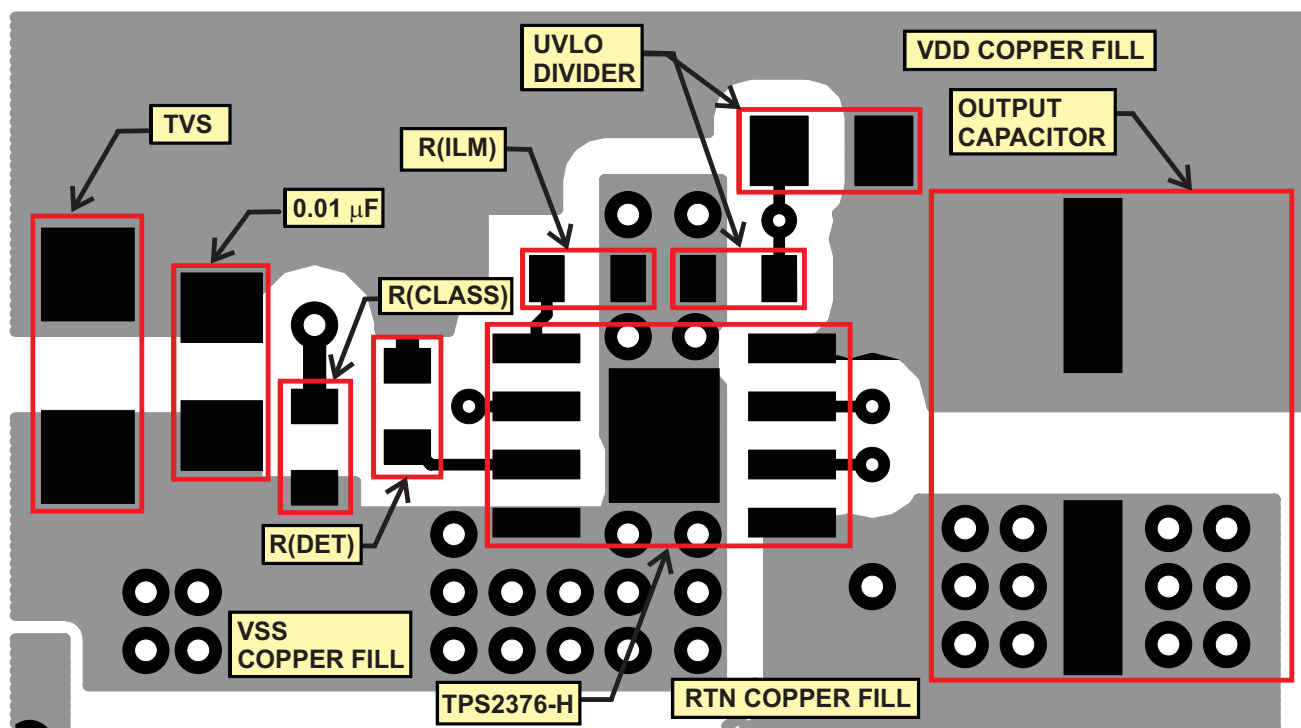 UVLO
DIVIDER
VDD COPPER FILL
TVS
OUTPUT
CAPACITOR
R(ILM)
0.01 μF
R(CLASS)
R(DET)
VSS
COPPER FILL
TPS2376-H
RTN COPPER FILL